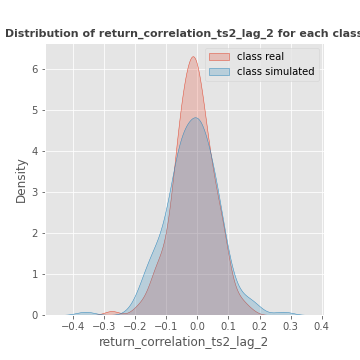 Distribution of return_correlation_ts2_lag_2 for each class
class real
class simulated
6
5
4
3
2
1
0
Density
−0.4 −0.3 −0.2 −0.1 0.0 0.1 0.2 0.3 0.4
return_correlation_ts2_lag_2